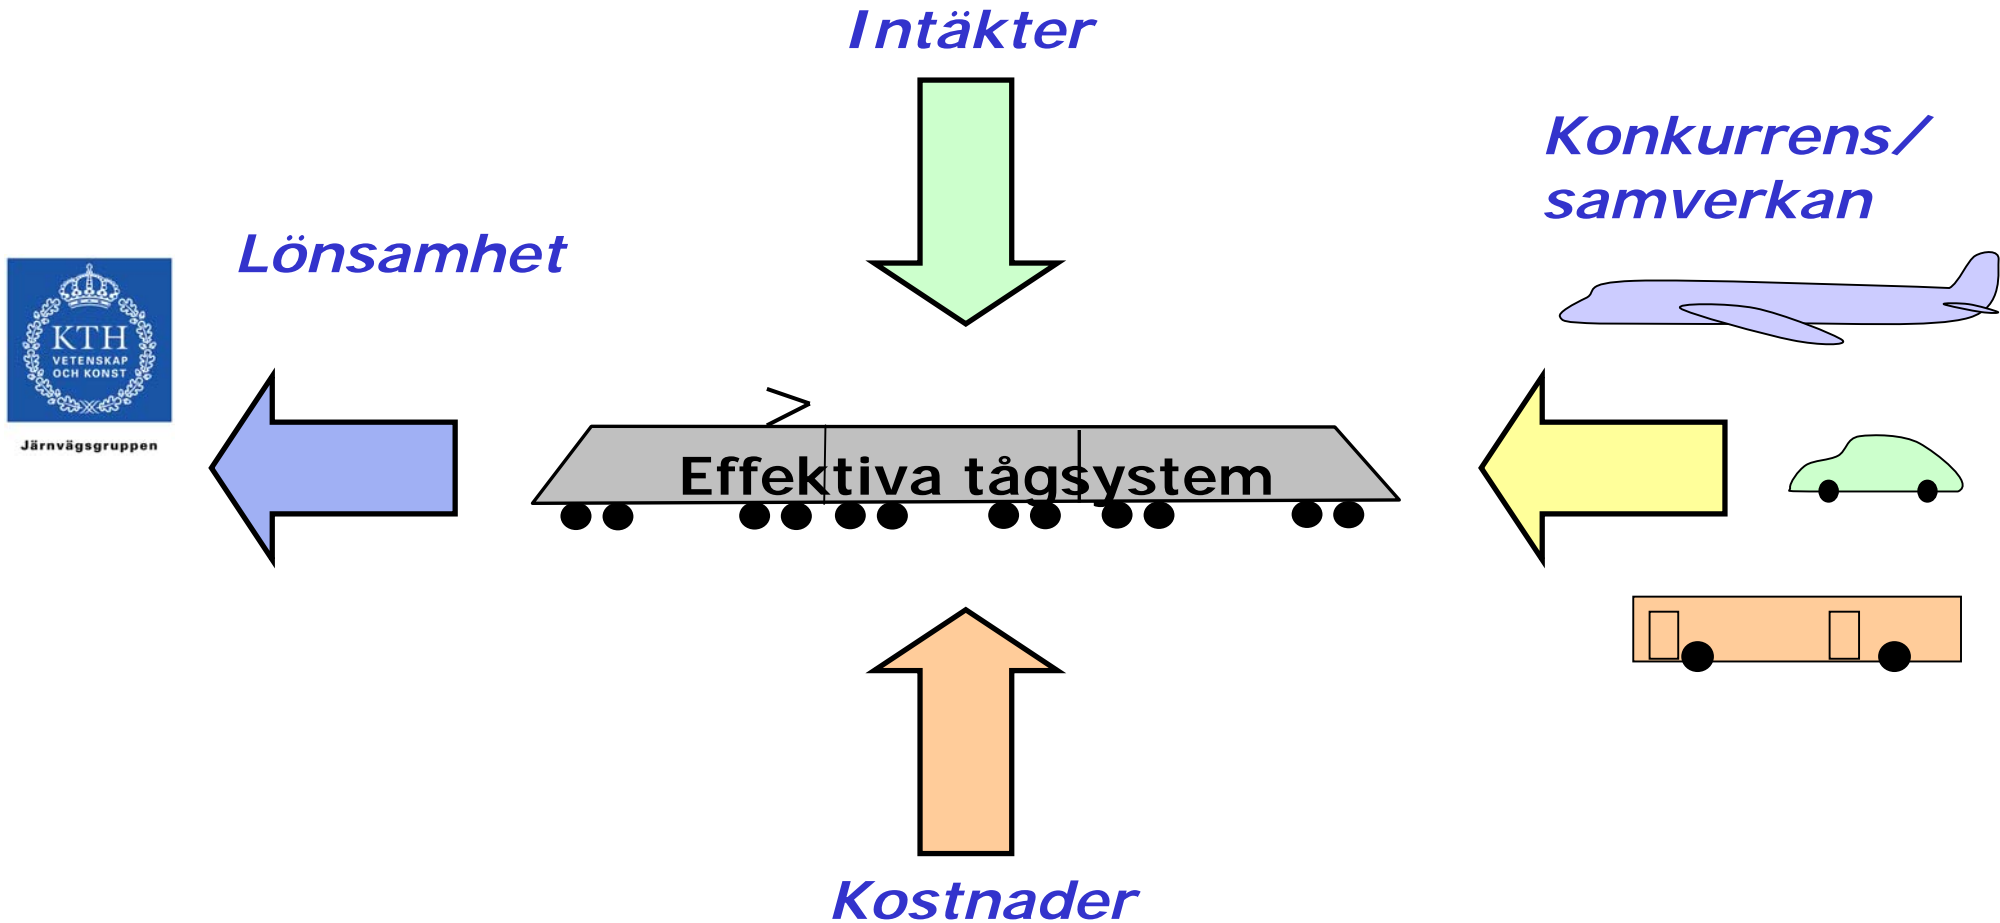 Intäkter
Konkurrens/
samverkan
Lönsamhet
KTH
VETENSKAP
OCH KONST
Järnvägsgruppen
Effektiva tågsystem
Kostnader